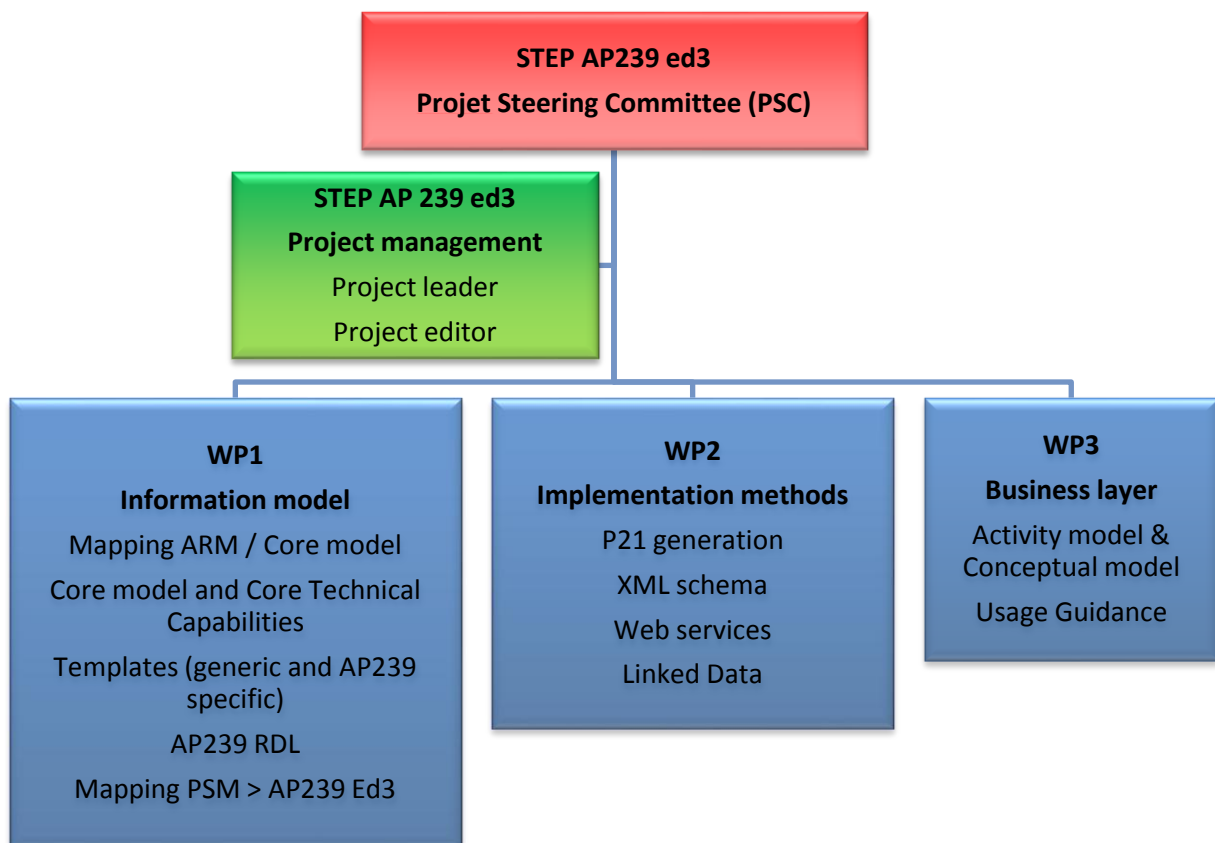 STEP AP239 ed3
Projet Steering Committee (PSC)
STEP AP 239 ed3
Project management
Project leader
Project editor
WP1
Information model
Mapping ARM / Core model
Core model and Core Technical
Capabilities
Templates (generic and AP239
specific)
AP239 RDL
Mapping PSM > AP239 Ed3
WP2
Implementation methods
P21 generation
XML schema
Web services
Linked Data
WP3
Business layer
Activity model &
Conceptual model
Usage Guidance